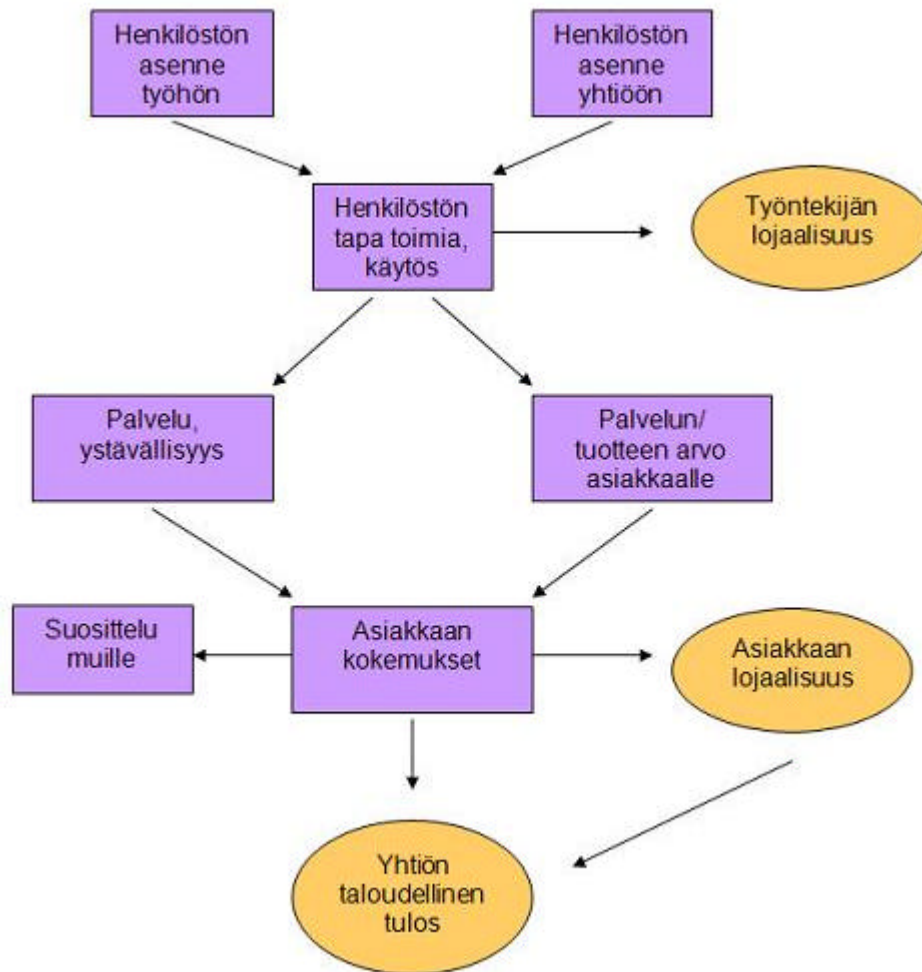 Henkilöstön
asenne
työhön
Henkilöstön
asenne
yhtiöön
Henkilöstön
tapa toimia,
käytös
Työntekijän
lojaalisuus
Palvelu,
ystävällisyys
Palvelun/
tuotteen arvo
asiakkaalle
Suosittelu
muille
Asiakkaan
kokemukset
Asiakkaan
lojaalisuus
Yhtiön
taloudellinen
tulos